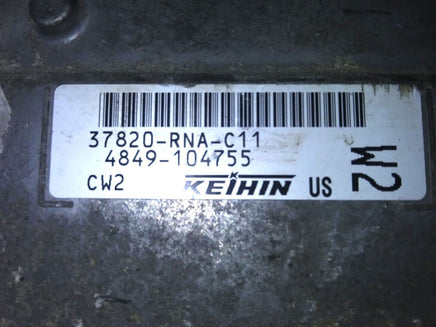 37820-RNA-C11
4849-104755
CW2 KEIHIN US
W2